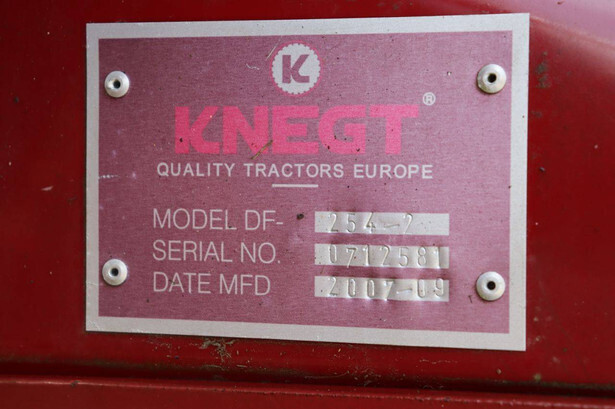 K
KNEGT®
QUALITY TRACTORS EUROPE
MODEL DF- 254-2
SERIAL NO. 0712581
DATE MFD 2007-09